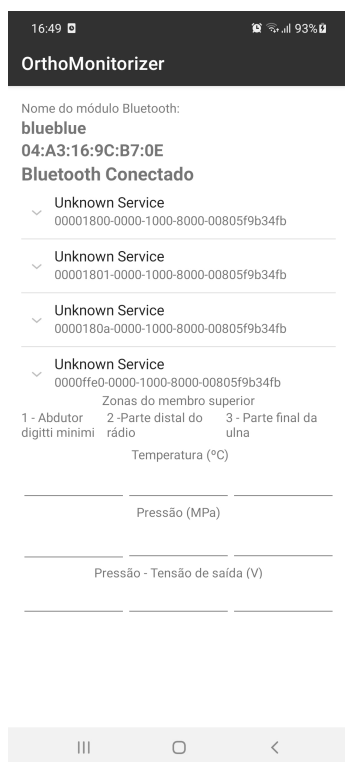 16:49 93%
OrthoMonitorizer
Nome do módulo Bluetooth:
blueblue
04:A3:16:9C:B7:0E
Bluetooth Conectado
Unknown Service
00001800-0000-1000-8000-00805f9b34fb
Unknown Service
00001801-0000-1000-8000-00805f9b34fb
Unknown Service
0000180a-0000-1000-8000-00805f9b34fb
Unknown Service
0000ffe0-0000-1000-8000-00805f9b34fb
Zonas do membro superior
1 - Abdutor 2 -Parte distal do 3 - Parte final da
digitti minimi rádio ulna
Temperatura (ºC)
Pressão (MPa)
Pressão - Tensão de saída (V)